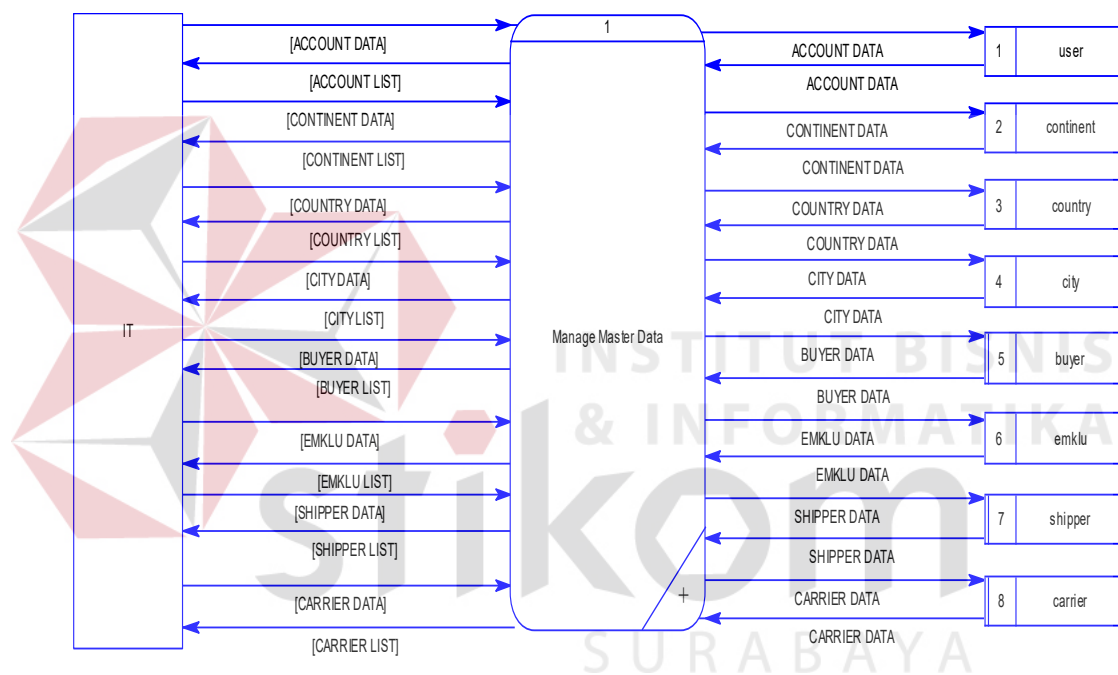 1
[ACCOUNT DATA]
ACCOUNT DATA
1 user
[ACCOUNT LIST]
ACCOUNT DATA
[CONTINENT DATA]
CONTINENT DATA
2 continent
[CONTINENT LIST]
CONTINENT DATA
[COUNTRY DATA]
COUNTRY DATA
3 country
[COUNTRY LIST]
COUNTRY DATA
[CITY DATA]
CITY DATA
4 city
[CITY LIST]
CITY DATA
IT
Manage Master Data
INSTITUT BISNIS
& INFORMATIKA
stikom
SURABAYA
[BUYER DATA]
BUYER DATA
5 buyer
[BUYER LIST]
BUYER DATA
[EMKLU DATA]
EMKLU DATA
6 emklu
[EMKLU LIST]
EMKLU DATA
[SHIPPER DATA]
SHIPPER DATA
7 shipper
[SHIPPER LIST]
SHIPPER DATA
+
[CARRIER DATA]
CARRIER DATA
8 carrier
[CARRIER LIST]
CARRIER DATA